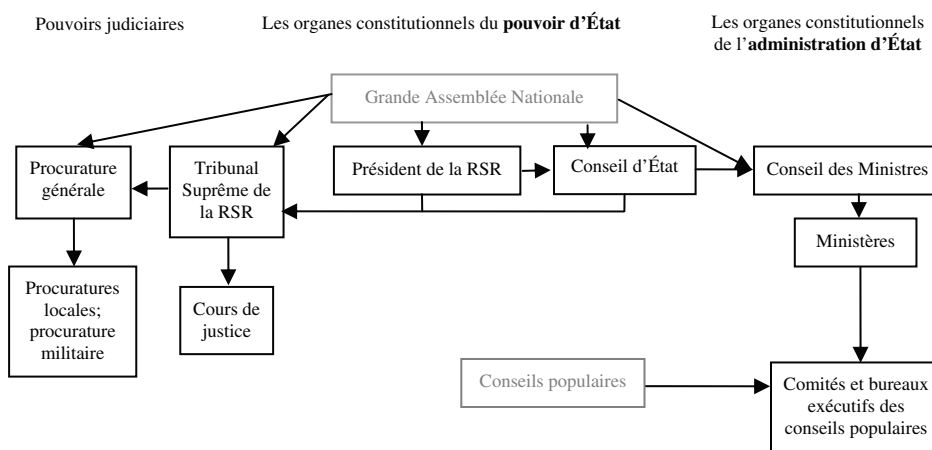 Pouvoirs judiciaires
Les organes constitutionnels du pouvoir d’État
Les organes constitutionnels
de l’administration d’État
Grande Assemblée Nationale
Procurature
générale
Tribunal
Suprême de
la RSR
Président de la RSR
Conseil d’État
Conseil des Ministres
Ministères
Procuratures
locales;
procurature
militaire
Cours de
justice
Conseils populaires
Comités et bureaux
exécutifs des
conseils populaires